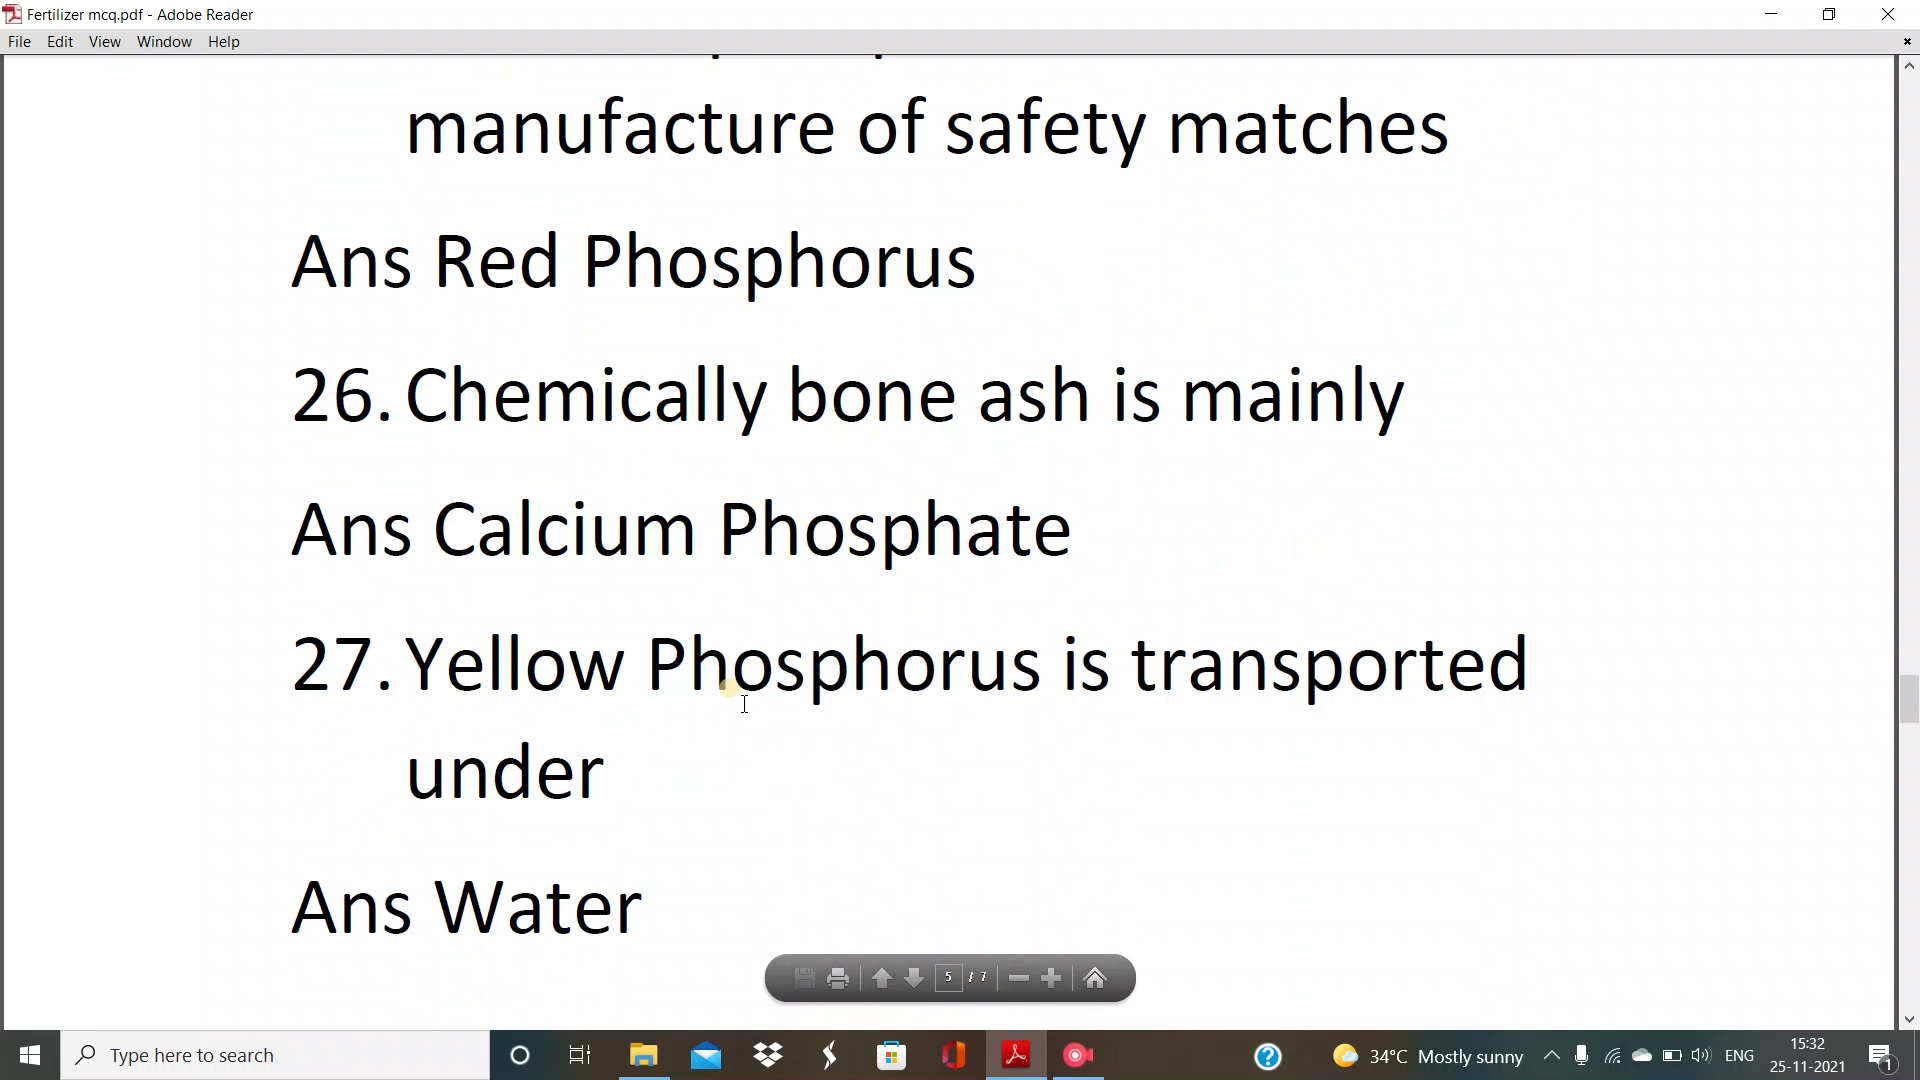 Fertilizer mcq.pdf - Adobe Reader
File Edit View Window Help
manufacture of safety matches
Ans Red Phosphorus
26. Chemically bone ash is mainly
Ans Calcium Phosphate
27. Yellow Phosphorus is transported
under
Ans Water
5 / 7
Type here to search
34°C Mostly sunny
ENG
15:32
25-11-2021
1